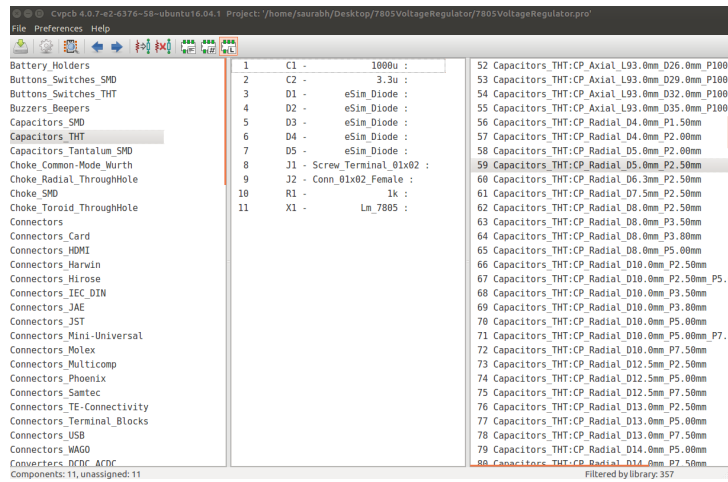 Cvpcb 4.0.7-e2-6376~58~ubuntu16.04.1 Project: '/home/saurabh/Desktop/7805VoltageRegulator/7805VoltageRegulator.pro'
File Preferences Help
Battery_Holders
Buttons_Switches_SMD
Buttons_Switches_THT
Buzzers_Beepers
Capacitors_SMD
Capacitors_THT
Capacitors_Tantalum_SMD
Choke_Common-Mode_Wurth
Choke_Radial_ThroughHole
Choke_SMD
Choke_Toroid_ThroughHole
Connectors
Connectors_Card
Connectors_HDMI
Connectors_Harwin
Connectors_Hirose
Connectors_IEC_DIN
Connectors_JAE
Connectors_JST
Connectors_Mini-Universal
Connectors_Molex
Connectors_Multicomp
Connectors_Phoenix
Connectors_Samtec
Connectors_TE-Connectivity
Connectors_Terminal_Blocks
Connectors_USB
Connectors_WAGO
Converters_DCDC_ACDC
1 C1 - 1000u :
2 C2 - 3.3u :
3 D1 - eSim_Diode :
4 D2 - eSim_Diode :
5 D3 - eSim_Diode :
6 D4 - eSim_Diode :
7 D5 - eSim_Diode :
8 J1 - Screw_Terminal_01x02 :
9 J2 - Conn_01x02_Female :
10 R1 - 1k :
11 X1 - Lm_7805 :
52 Capacitors_THT:CP_Axial_L93.0mm_D26.0mm_P100
53 Capacitors_THT:CP_Axial_L93.0mm_D29.0mm_P100
54 Capacitors_THT:CP_Axial_L93.0mm_D32.0mm_P100
55 Capacitors_THT:CP_Axial_L93.0mm_D35.0mm_P100
56 Capacitors_THT:CP_Radial_D4.0mm_P1.50mm
57 Capacitors_THT:CP_Radial_D4.0mm_P2.00mm
58 Capacitors_THT:CP_Radial_D5.0mm_P2.00mm
59 Capacitors_THT:CP_Radial_D5.0mm_P2.50mm
60 Capacitors_THT:CP_Radial_D6.3mm_P2.50mm
61 Capacitors_THT:CP_Radial_D7.5mm_P2.50mm
62 Capacitors_THT:CP_Radial_D8.0mm_P2.50mm
63 Capacitors_THT:CP_Radial_D8.0mm_P3.50mm
64 Capacitors_THT:CP_Radial_D8.0mm_P3.80mm
65 Capacitors_THT:CP_Radial_D8.0mm_P5.00mm
66 Capacitors_THT:CP_Radial_D10.0mm_P2.50mm
67 Capacitors_THT:CP_Radial_D10.0mm_P2.50mm_P5.
68 Capacitors_THT:CP_Radial_D10.0mm_P3.50mm
69 Capacitors_THT:CP_Radial_D10.0mm_P3.80mm
70 Capacitors_THT:CP_Radial_D10.0mm_P5.00mm
71 Capacitors_THT:CP_Radial_D10.0mm_P5.00mm_P7.
72 Capacitors_THT:CP_Radial_D10.0mm_P7.50mm
73 Capacitors_THT:CP_Radial_D12.5mm_P2.50mm
74 Capacitors_THT:CP_Radial_D12.5mm_P5.00mm
75 Capacitors_THT:CP_Radial_D12.5mm_P7.50mm
76 Capacitors_THT:CP_Radial_D13.0mm_P2.50mm
77 Capacitors_THT:CP_Radial_D13.0mm_P5.00mm
78 Capacitors_THT:CP_Radial_D13.0mm_P7.50mm
79 Capacitors_THT:CP_Radial_D14.0mm_P5.00mm
80 Capacitors_THT:CP_Radial_D14.0mm_P7.50mm
Components: 11, unassigned: 11
Filtered by library: 357